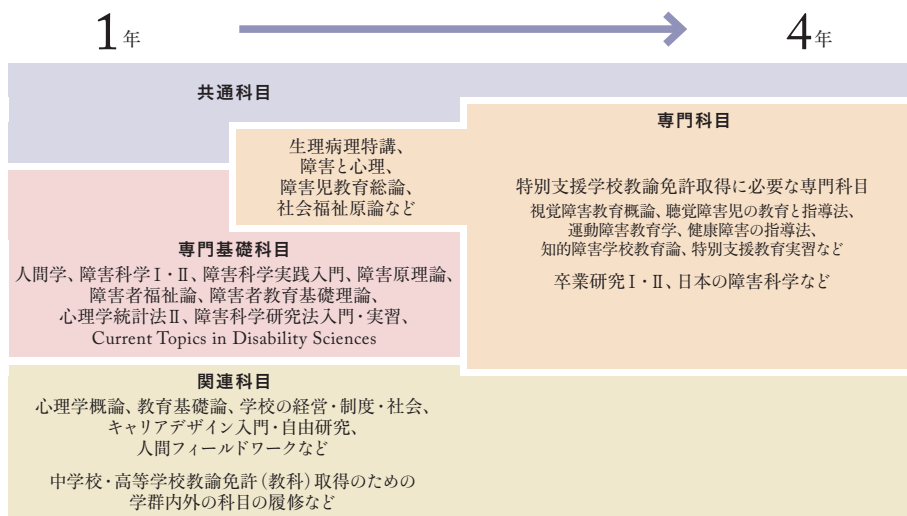 1年
4年
共通科目
生理病理特講、
障害と心理、
障害児教育総論、
社会福祉原論など
専門科目
特別支援学校教諭免許取得に必要な専門科目
視覚障害教育概論、聴覚障害児の教育と指導法、
運動障害教育学、健康障害の指導法、
知的障害学校教育論、特別支援教育実習など
卒業研究Ⅰ・Ⅱ、日本の障害科学など
専門基礎科目
人間学、障害科学Ⅰ・Ⅱ、障害科学実践入門、障害原理論、
障害者福祉論、障害者教育基礎理論、
心理学統計法Ⅱ、障害科学研究法入門・実習、
Current Topics in Disability Sciences
関連科目
心理学概論、教育基礎論、学校の経営・制度・社会、
キャリアデザイン入門・自由研究、
人間フィールドワークなど
中学校・高等学校教諭免許（教科）取得のための
学群内外の科目の履修など